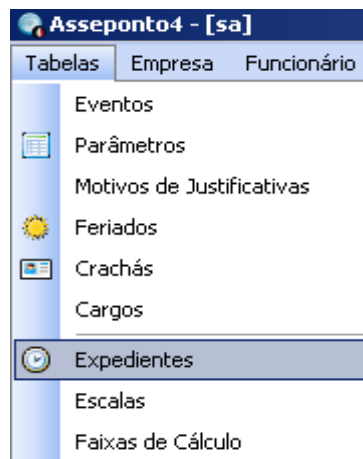 Asseponto4 - [sa]
Tabelas Empresa Funcionário
Eventos
Parâmetros
Motivos de Justificativas
Feriados
Crachás
Cargos
Expedientes
Escalas
Faixas de Cálculo